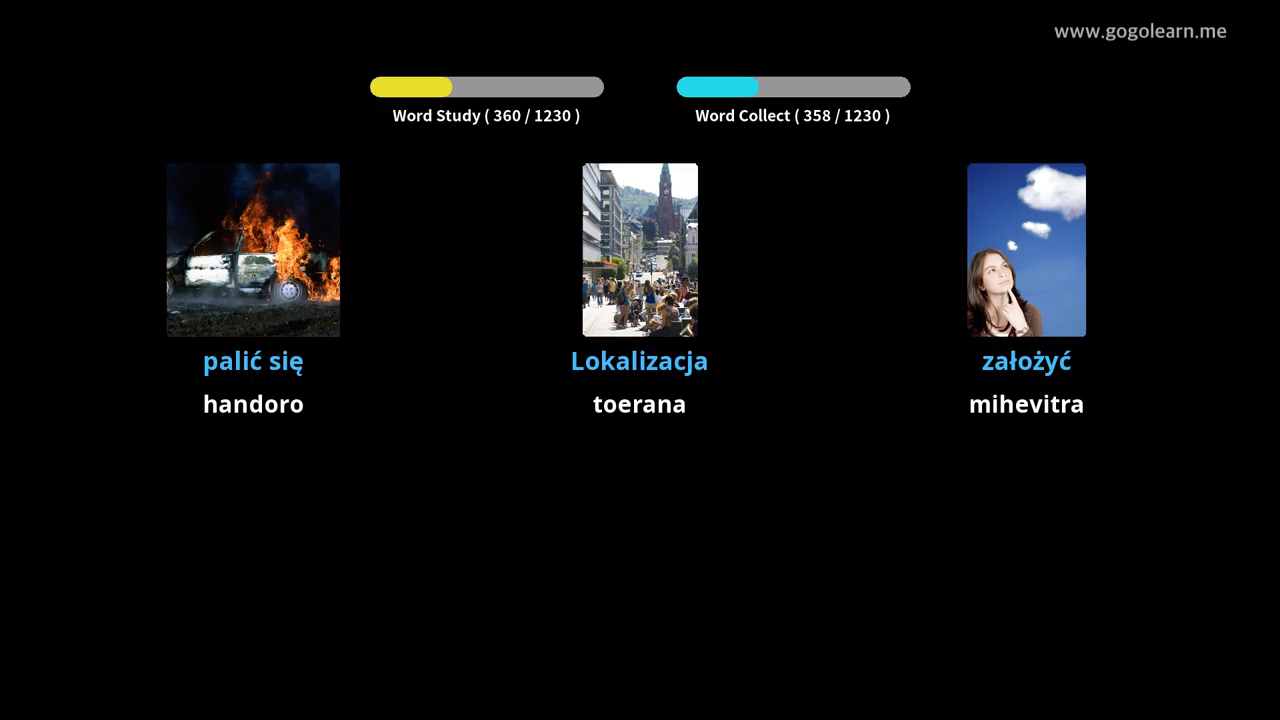 www.gogolearn.me
Word Study ( 360 / 1230 )
Word Collect ( 358 / 1230 )
palić się
Lokalizacja
założyć
handoro
toerana
mihevitra